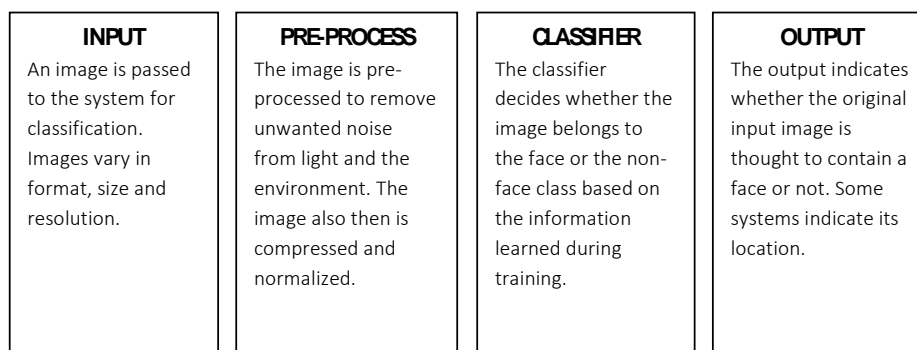 INPUT
An image is passed
to the system for
classification.
Images vary in
format, size and
resolution.
PRE-PROCESS
The image is pre-
processed to remove
unwanted noise
from light and the
environment. The
image also then is
compressed and
normalized.
CLASSIFIER
The classifier
decides whether the
image belongs to
the face or the non-
face class based on
the information
learned during
training.
OUTPUT
The output indicates
whether the original
input image is
thought to contain a
face or not. Some
systems indicate its
location.